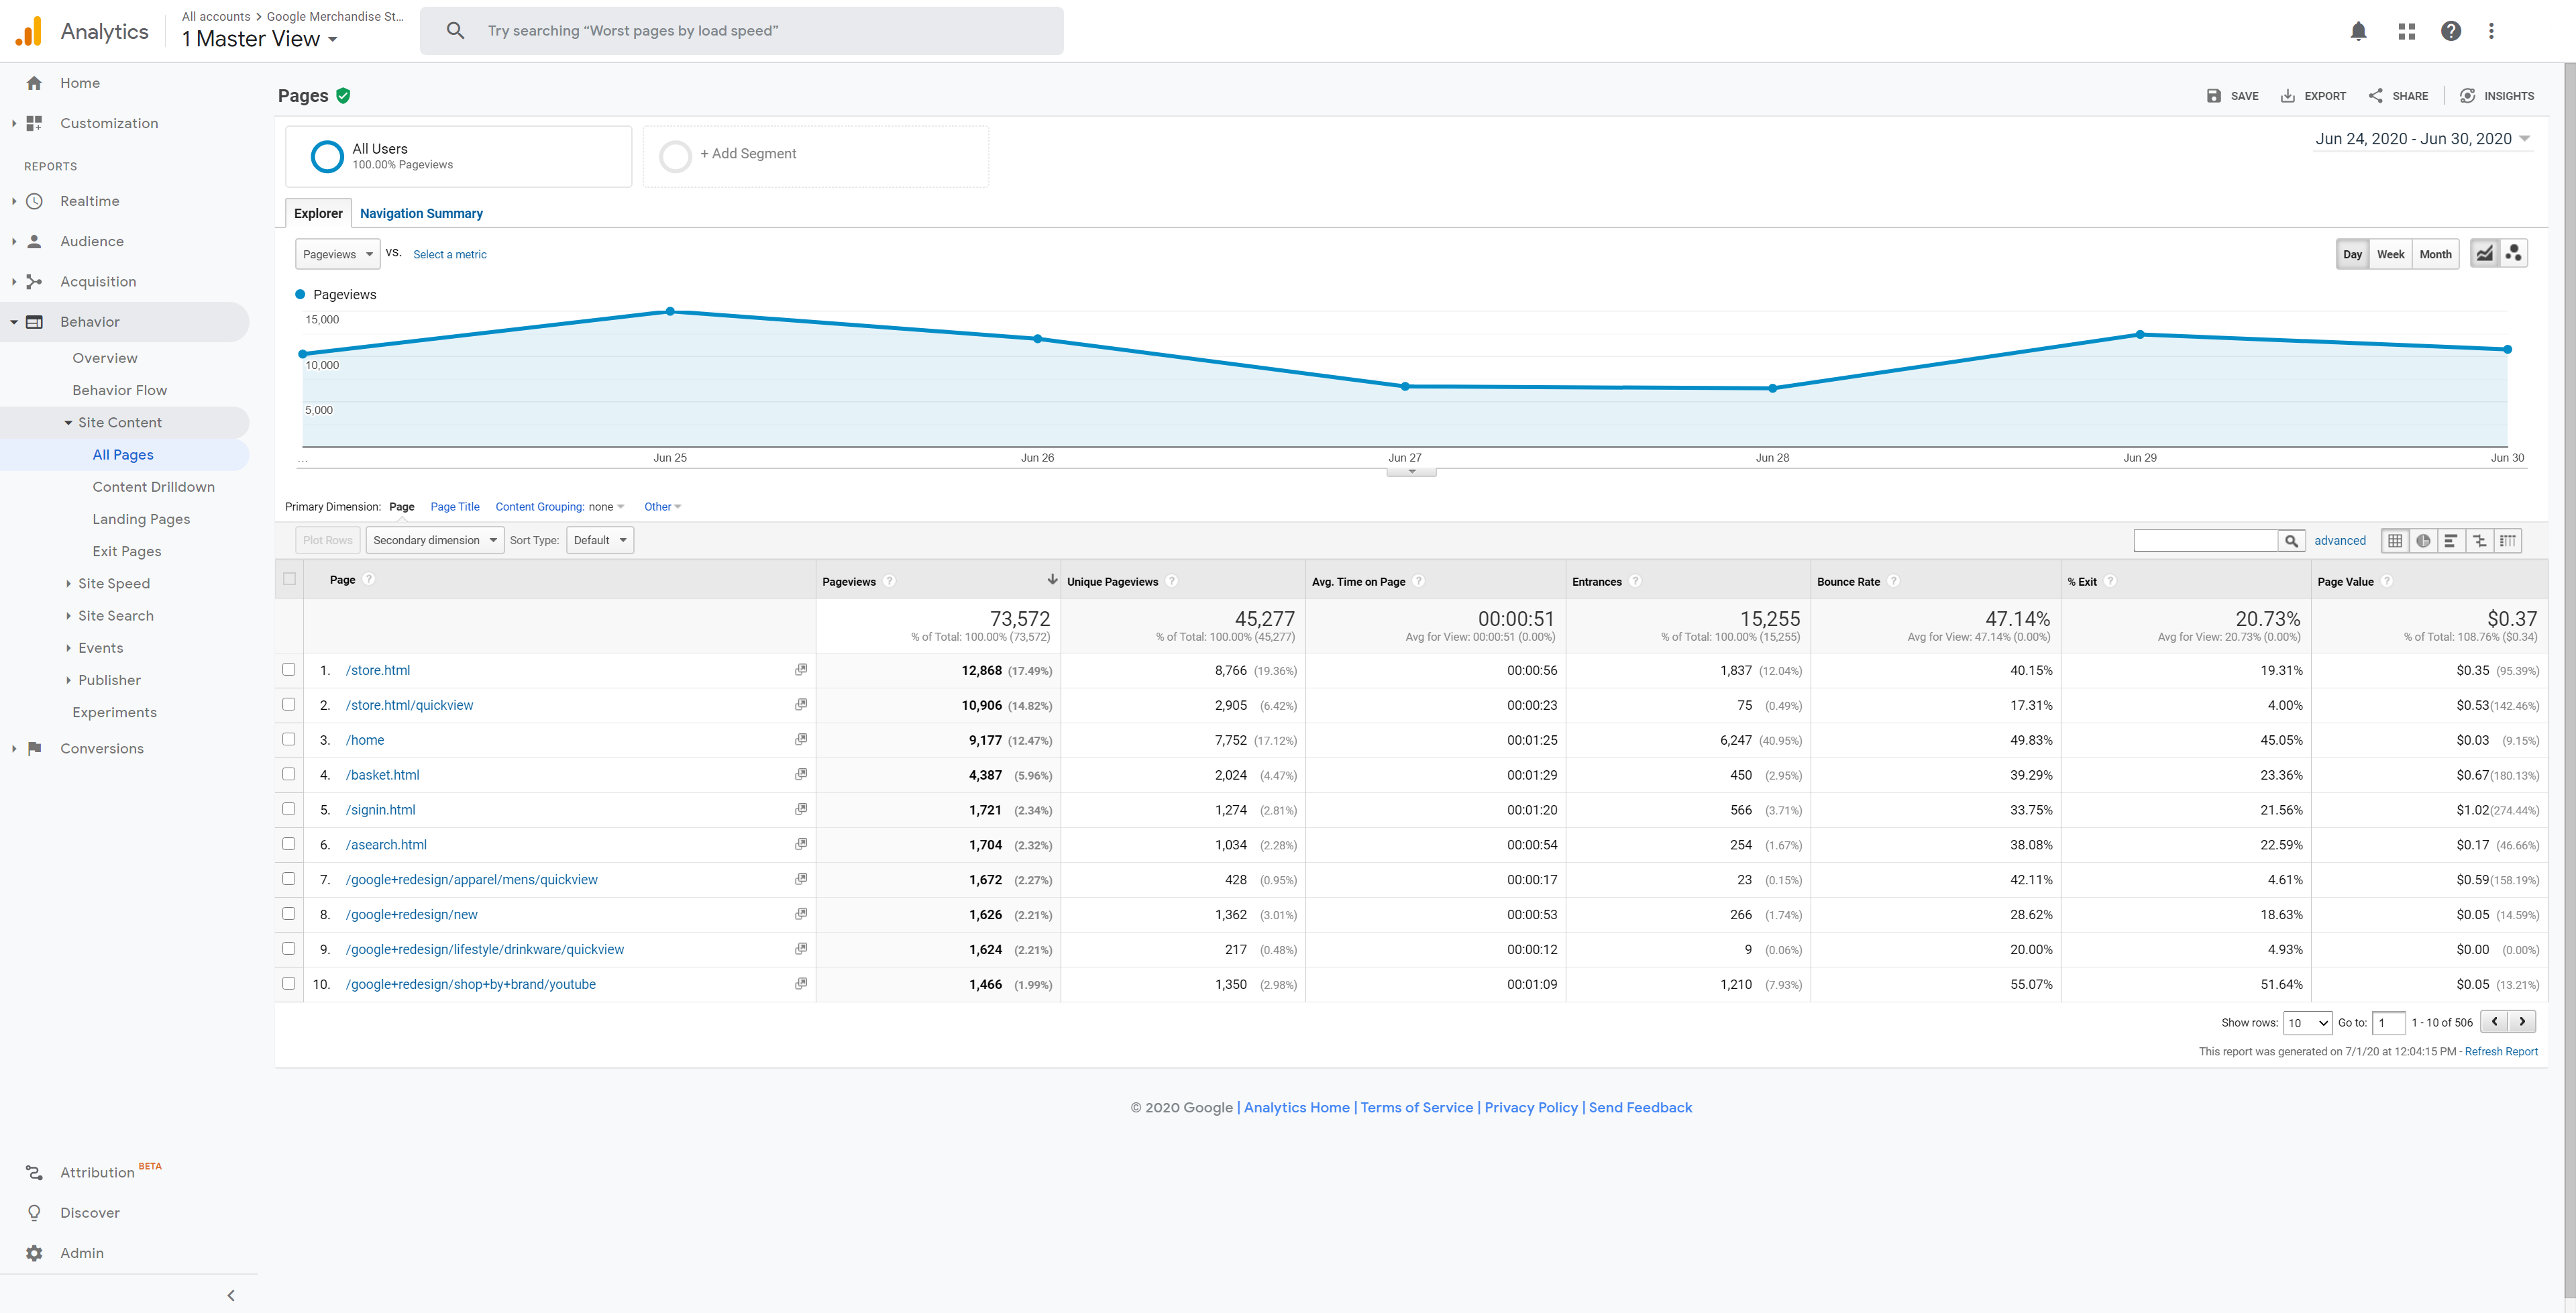 All accounts > Google Merchandise St...
Analytics
1 Master View
Try searching “Worst pages by load speed”
Home
Customization
REPORTS
Realtime
Audience
Acquisition
Behavior
Overview
Behavior Flow
Site Content
All Pages
Content Drilldown
Landing Pages
Exit Pages
Site Speed
Site Search
Events
Publisher
Experiments
Conversions
Attribution BETA
Discover
Admin
Pages
SAVE EXPORT SHARE INSIGHTS
All Users
100.00% Pageviews
+ Add Segment
Jun 24, 2020 - Jun 30, 2020
Explorer Navigation Summary
Pageviews VS. Select a metric
Day Week Month
Pageviews
15,000
10,000
5,000
... Jun 25 Jun 26 Jun 27 Jun 28 Jun 29 Jun 30
Primary Dimension: Page Page Title Content Grouping: none Other
Plot Rows Secondary dimension Sort Type: Default advanced
Page ? Pageviews ? Unique Pageviews ? Avg. Time on Page ? Entrances ? Bounce Rate ? % Exit ? Page Value ?
73,572 45,277 00:00:51 15,255 47.14% 20.73% $0.37
% of Total: 100.00% (73,572) % of Total: 100.00% (45,277) Avg for View: 00:00:51 (0.00%) % of Total: 100.00% (15,255) Avg for View: 47.14% (0.00%) Avg for View: 20.73% (0.00%) % of Total: 108.76% ($0.34)
1. /store.html 12,868 (17.49%) 8,766 (19.36%) 00:00:56 1,837 (12.04%) 40.15% 19.31% $0.35 (95.39%)
2. /store.html/quickview 10,906 (14.82%) 2,905 (6.42%) 00:00:23 75 (0.49%) 17.31% 4.00% $0.53 (142.46%)
3. /home 9,177 (12.47%) 7,752 (17.12%) 00:01:25 6,247 (40.95%) 49.83% 45.05% $0.03 (9.15%)
4. /basket.html 4,387 (5.96%) 2,024 (4.47%) 00:01:29 450 (2.95%) 39.29% 23.36% $0.67 (180.13%)
5. /signin.html 1,721 (2.34%) 1,274 (2.81%) 00:01:20 566 (3.71%) 33.75% 21.56% $1.02 (274.44%)
6. /asearch.html 1,704 (2.32%) 1,034 (2.28%) 00:00:54 254 (1.67%) 38.08% 22.59% $0.17 (46.66%)
7. /google+redesign/apparel/mens/quickview 1,672 (2.27%) 428 (0.95%) 00:00:17 23 (0.15%) 42.11% 4.61% $0.59 (158.19%)
8. /google+redesign/new 1,626 (2.21%) 1,362 (3.01%) 00:00:53 266 (1.74%) 28.62% 18.63% $0.05 (14.59%)
9. /google+redesign/lifestyle/drinkware/quickview 1,624 (2.21%) 217 (0.48%) 00:00:12 9 (0.06%) 20.00% 4.93% $0.00 (0.00%)
10. /google+redesign/shop+by+brand/youtube 1,466 (1.99%) 1,350 (2.98%) 00:01:09 1,210 (7.93%) 55.07% 51.64% $0.05 (13.21%)
Show rows: 10 Go to: 1 1 - 10 of 506
This report was generated on 7/1/20 at 12:04:15 PM - Refresh Report
© 2020 Google | Analytics Home | Terms of Service | Privacy Policy | Send Feedback